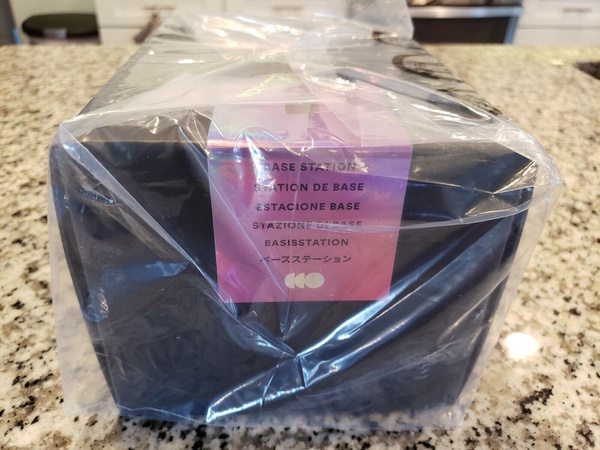 BASE STATION
STATION DE BASE
ESTACIONE BASE
STAZIONE DI BASE
BASISSTATION
ベースステーション